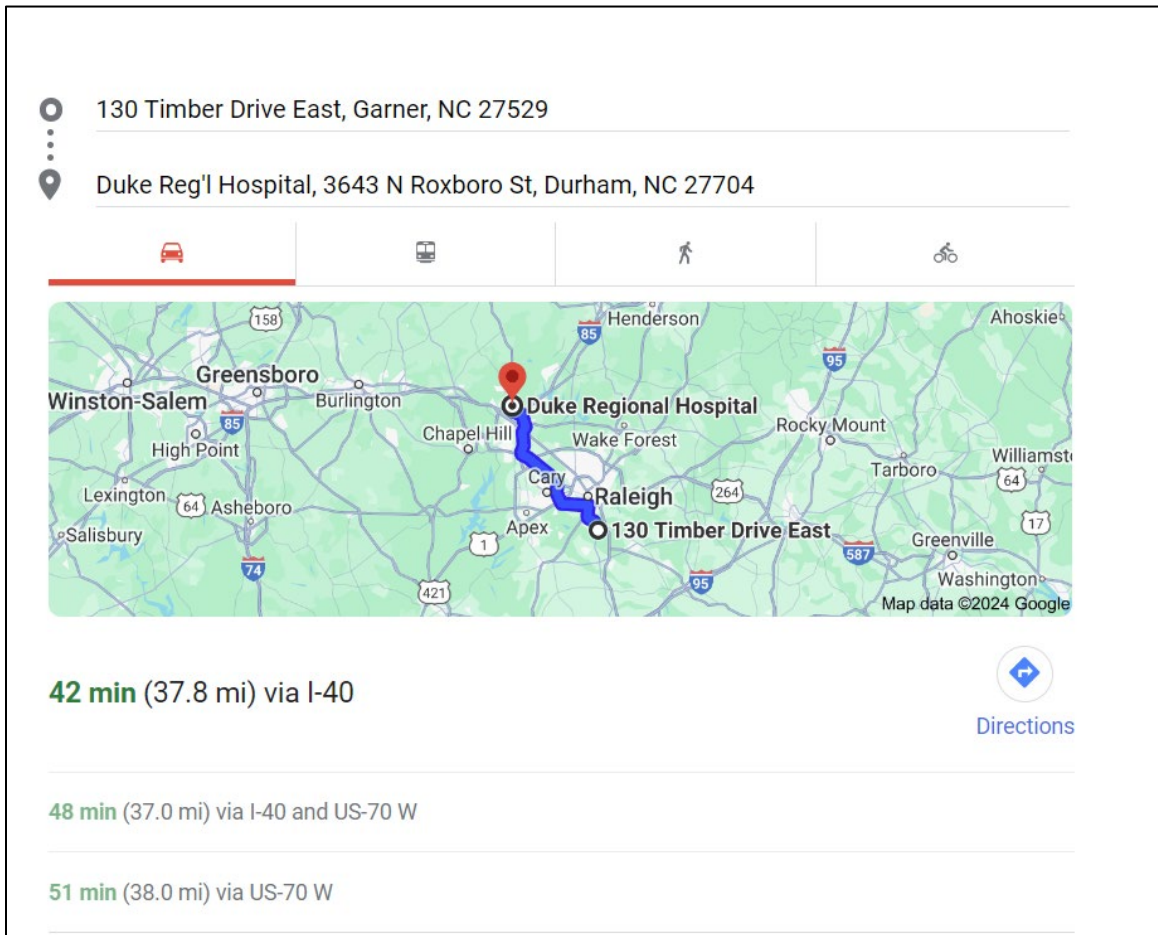 130 Timber Drive East, Garner, NC 27529
Duke Reg'l Hospital, 3643 N Roxboro St, Durham, NC 27704
158
Henderson
85
Ahoskie
95
Greensboro
Winston-Salem
Burlington
Duke Regional Hospital
85
Chapel Hill
Wake Forest
Rocky Mount
High Point
Tarboro
Williamsto
Cary
64
Lexington
64
Asheboro
Raleigh
264
Apex
130 Timber Drive East
17
Salisbury
1
587
Greenville
74
95
Washington
421
Map data ©2024 Google
42 min (37.8 mi) via I-40
Directions
48 min (37.0 mi) via I-40 and US-70 W
51 min (38.0 mi) via US-70 W